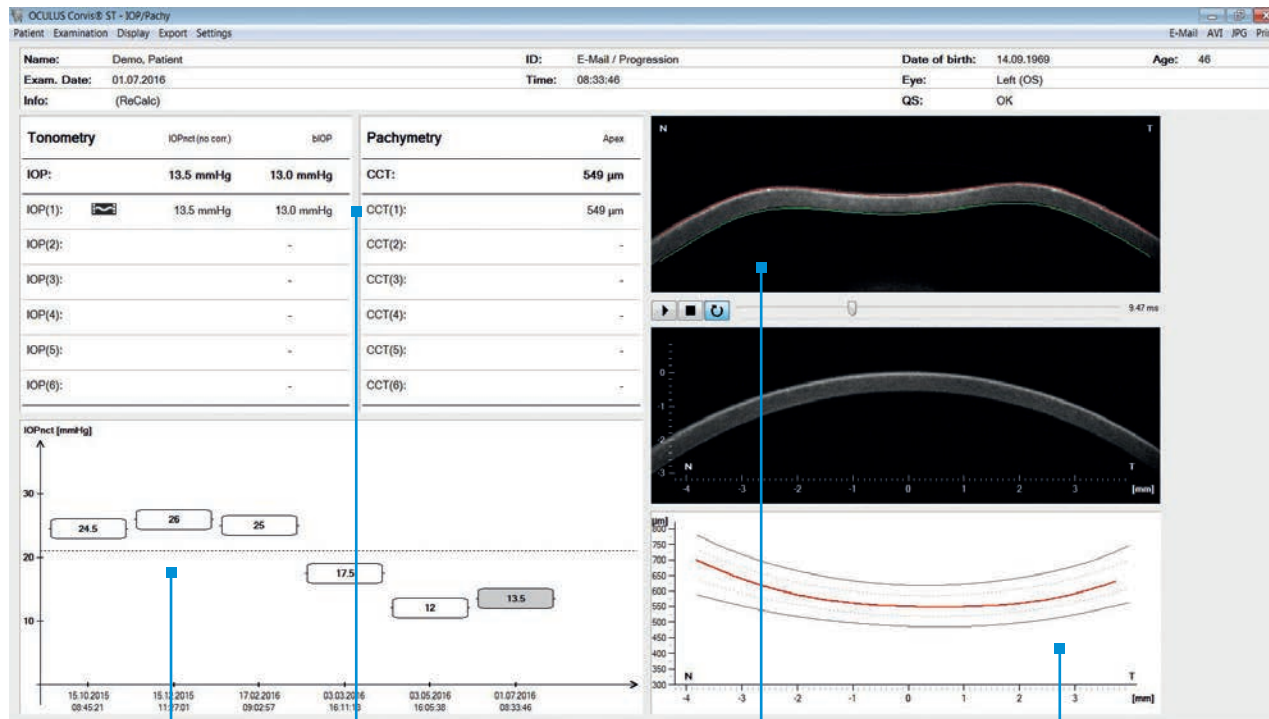 OCULUS Corvis® ST - IOP/Pachy
Patient Examination Display Export Settings E-Mail AVI JPG
Name: Demo, Patient ID: E-Mail / Progression Date of birth: 14.09.1969 Age: 46
Exam. Date: 01.07.2016 Time: 08:33:46 Eye: Left (OS)
Info: (ReCalc) QS: OK
Tonometry IOPnct (no corr.) bIOP
IOP: 13.5 mmHg 13.0 mmHg
IOP(1): 13.5 mmHg 13.0 mmHg
IOP(2): -
IOP(3): -
IOP(4): -
IOP(5): -
IOP(6): -
Pachymetry Apex
CCT: 549 µm
CCT(1): 549 µm
CCT(2): -
CCT(3): -
CCT(4): -
CCT(5): -
CCT(6): -
N T
9.47 ms
0
-1
-2
-3
N T
-4 -3 -2 -1 0 1 2 3 [mm]
IOPnct [mmHg]
30
24.5 26 25
20
17.5
12 13.5
10
15.10.2015 15.12.2015 17.02.2016 03.03.2016 03.05.2016 01.07.2016
08:45:21 11:27:01 09:02:57 16:05:38 08:33:46
[µm]
800
750
700
650
600
550
500
450
400
350
300
N T
-4 -3 -2 -1 0 1 2 3 [mm]